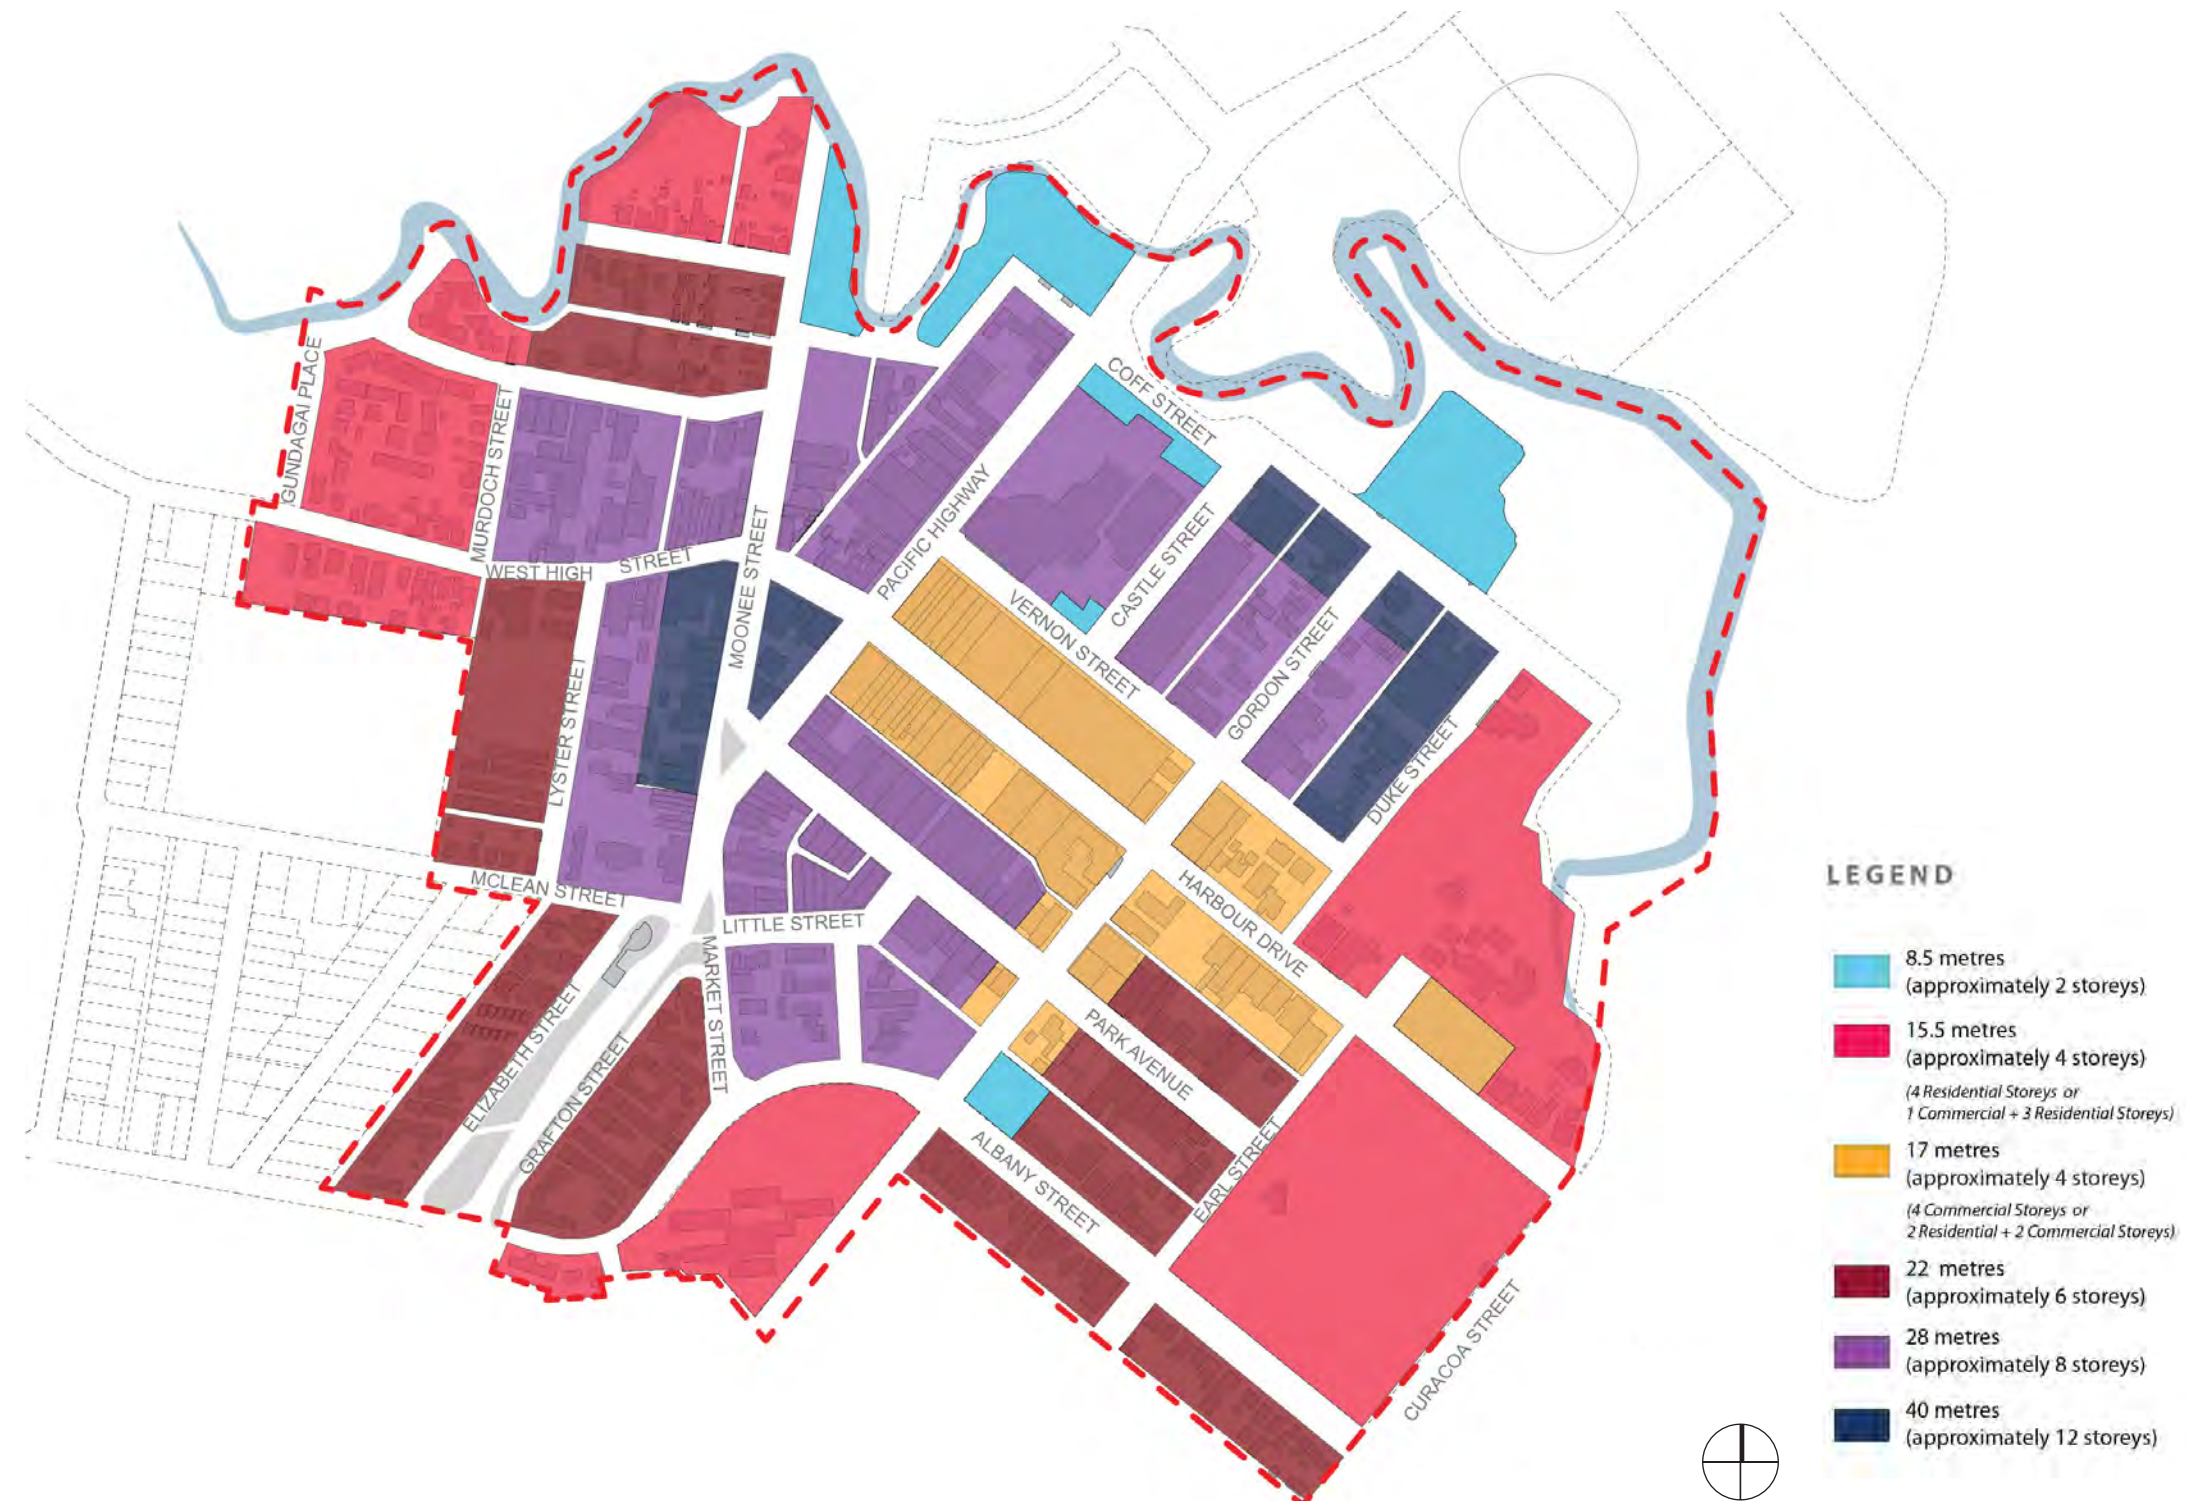 COFF STREET
GUNDAGAI PLACE
MURDOCH STREET
PACIFIC HIGHWAY
CASTLE STREET
WEST HIGH STREET
MOONEE STREET
VERNON STREET
GORDON STREET
LYSTER STREET
DUKE STREET
MCLEAN STREET
LITTLE STREET
HARBOUR DRIVE
MARKET STREET
ELIZABETH STREET
GRAFTON STREET
PARK AVENUE
ALBANY STREET
EARL STREET
CURACOA STREET
LEGEND
8.5 metres
(approximately 2 storeys)
15.5 metres
(approximately 4 storeys)
(4 Residential Storeys or
1 Commercial + 3 Residential Storeys)
17 metres
(approximately 4 storeys)
(4 Commercial Storeys or
2 Residential + 2 Commercial Storeys)
22 metres
(approximately 6 storeys)
28 metres
(approximately 8 storeys)
40 metres
(approximately 12 storeys)